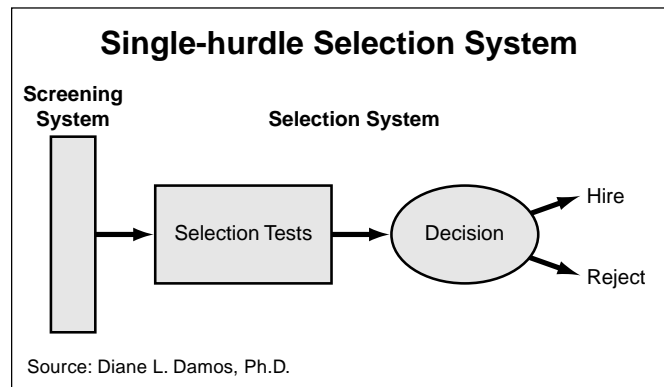 Single-hurdle Selection System
Screening
System
Selection System
Selection Tests
Decision
Hire
Reject
Source: Diane L. Damos, Ph.D.